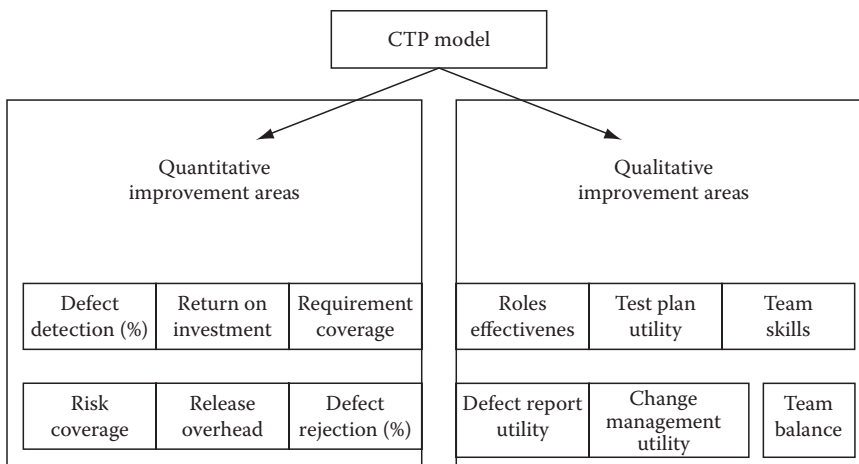 CTP model
Quantitative
improvement areas
Defect
detection (%)
Return on
investment
Requirement
coverage
Risk
coverage
Release
overhead
Defect
rejection (%)
Qualitative
improvement areas
Roles
effectivenes
Test plan
utility
Team
skills
Defect report
utility
Change
management
utility
Team
balance